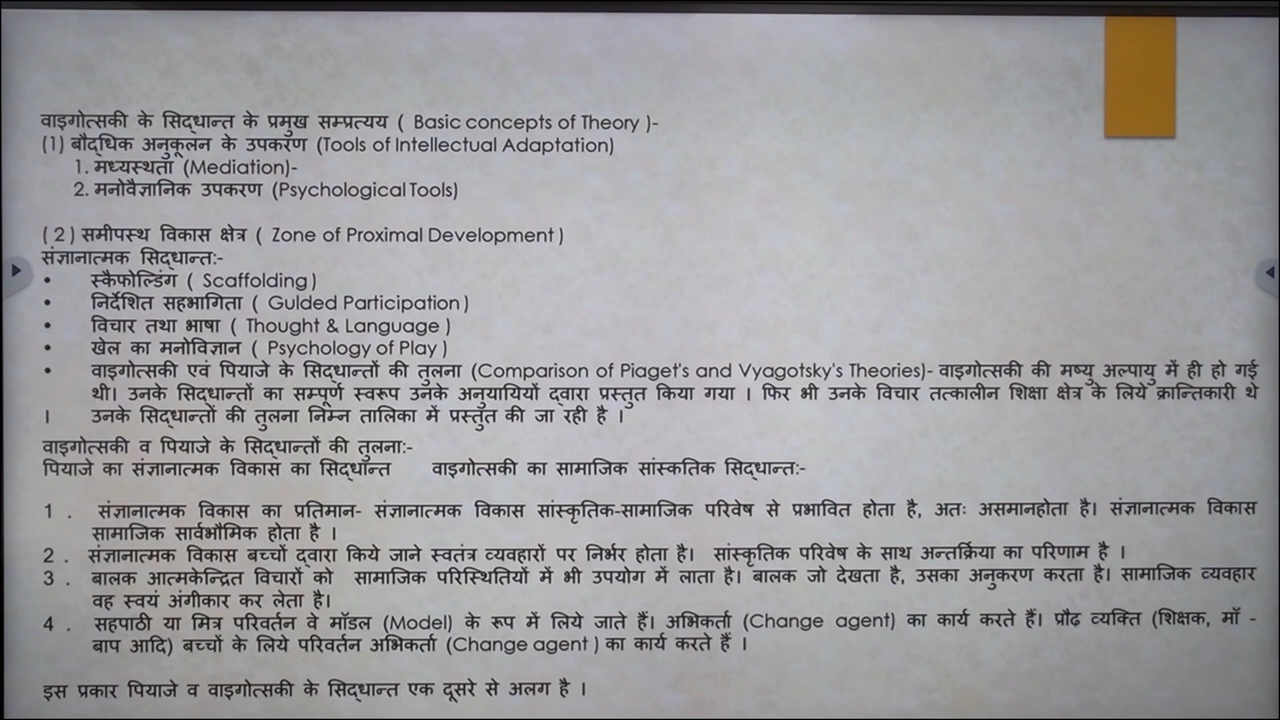 वाइगोत्सकी के सिद्धान्त के प्रमुख सम्प्रत्यय ( Basic concepts of Theory )-
(1) बौद्धिक अनुकूलन के उपकरण (Tools of Intellectual Adaptation)
1. मध्यस्थता (Mediation)-
2. मनोवैज्ञानिक उपकरण (Psychological Tools)
( 2 ) समीपस्थ विकास क्षेत्र ( Zone of Proximal Development )
संज्ञानात्मक सिद्धान्त:-
• स्कैफोल्डिंग ( Scaffolding )
• निर्देशित सहभागिता ( Gulded Participation )
• विचार तथा भाषा ( Thought & Language )
• खेल का मनोविज्ञान ( Psychology of Play )
• वाइगोत्सकी एवं पियाजे के सिद्धान्तों की तुलना (Comparison of Piaget's and Vyagotsky's Theories)- वाइगोत्सकी की मष्यु अल्पायु में ही हो गई
थी। उनके सिद्धान्तों का सम्पूर्ण स्वरूप उनके अनुयायियों द्वारा प्रस्तुत किया गया । फिर भी उनके विचार तत्कालीन शिक्षा क्षेत्र के लिये क्रान्तिकारी थे
। उनके सिद्धान्तों की तुलना निम्न तालिका में प्रस्तुत की जा रही है ।
वाइगोत्सकी व पियाजे के सिद्धान्तों की तुलना:-
पियाजे का संज्ञानात्मक विकास का सिद्धान्त वाइगोत्सकी का सामाजिक सांस्कतिक सिद्धान्त:-
1 . संज्ञानात्मक विकास का प्रतिमान- संज्ञानात्मक विकास सांस्कृतिक-सामाजिक परिवेष से प्रभावित होता है, अतः असमानहोता है। संज्ञानात्मक विकास
सामाजिक सार्वभौमिक होता है ।
2 . संज्ञानात्मक विकास बच्चों द्वारा किये जाने स्वतंत्र व्यवहारों पर निर्भर होता है। सांस्कृतिक परिवेष के साथ अन्तर्क्रिया का परिणाम है ।
3 . बालक आत्मकेन्द्रित विचारों को सामाजिक परिस्थितियों में भी उपयोग में लाता है। बालक जो देखता है, उसका अनुकरण करता है। सामाजिक व्यवहार
वह स्वयं अंगीकार कर लेता है।
4 . सहपाठी या मित्र परिवर्तन वे मॉडल (Model) के रूप में लिये जाते हैं। अभिकर्ता (Change agent) का कार्य करते हैं। प्रौढ़ व्यक्ति (शिक्षक, मॉ -
बाप आदि) बच्चों के लिये परिवर्तन अभिकर्ता (Change agent ) का कार्य करते हैं ।
इस प्रकार पियाजे व वाइगोत्सकी के सिद्धान्त एक दूसरे से अलग है ।